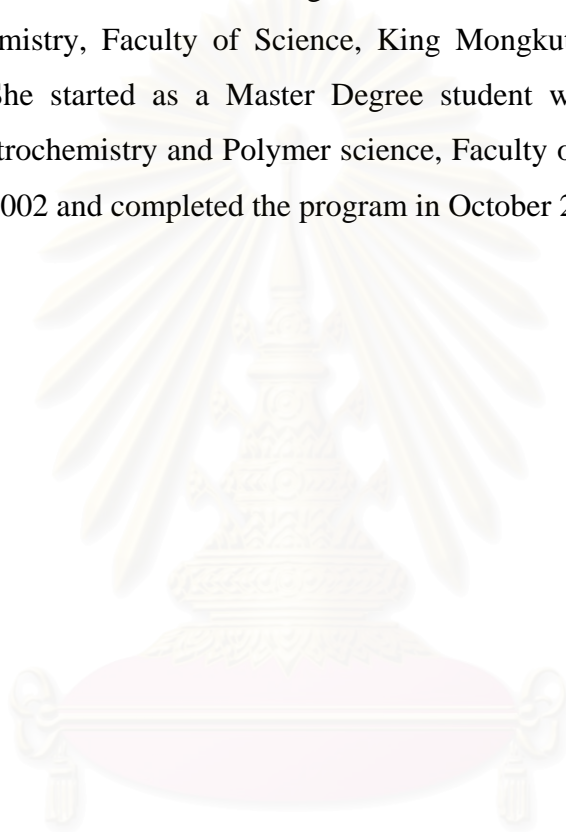 mistry, Faculty of Science, King Mongkut
She started as a Master Degree student w
trochemistry and Polymer science, Faculty o
002 and completed the program in October 2